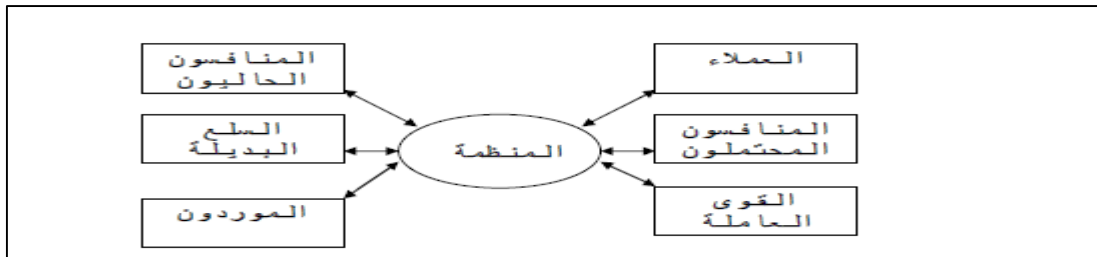 العملاء
المنافسون
الحاليون
المنافسون
المحتملون
المنظمة
السلع
البديلة
القوى
العاملة
الموردون